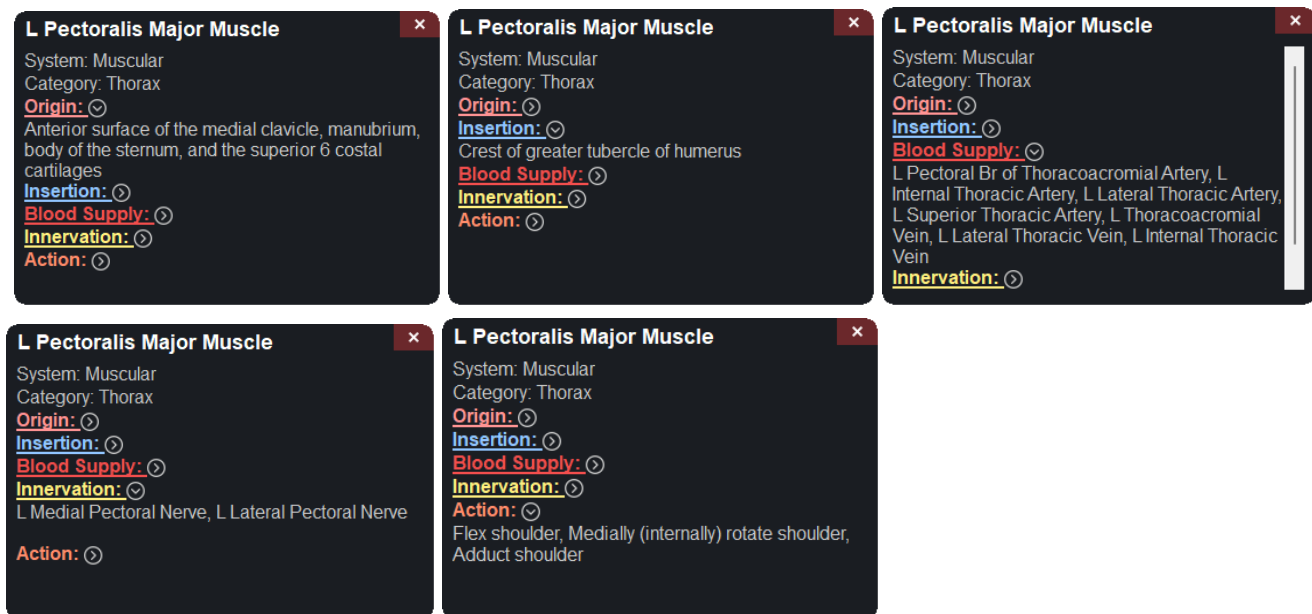 L Pectoralis Major Muscle
System: Muscular
Category: Thorax
Origin:
Anterior surface of the medial clavicle, manubrium,
body of the sternum, and the superior 6 costal
cartilages
Insertion:
Blood Supply:
Innervation:
Action:
L Pectoralis Major Muscle
System: Muscular
Category: Thorax
Origin:
Insertion:
Crest of greater tubercle of humerus
Blood Supply:
Innervation:
Action:
L Pectoralis Major Muscle
System: Muscular
Category: Thorax
Origin:
Insertion:
Blood Supply:
L Pectoral Br of Thoracoacromial Artery, L
Internal Thoracic Artery, L Lateral Thoracic Artery,
L Superior Thoracic Artery, L Thoracoacromial
Vein, L Lateral Thoracic Vein, L Internal Thoracic
Vein
Innervation:
L Pectoralis Major Muscle
System: Muscular
Category: Thorax
Origin:
Insertion:
Blood Supply:
Innervation:
L Medial Pectoral Nerve, L Lateral Pectoral Nerve
Action:
L Pectoralis Major Muscle
System: Muscular
Category: Thorax
Origin:
Insertion:
Blood Supply:
Innervation:
Action:
Flex shoulder, Medially (internally) rotate shoulder,
Adduct shoulder